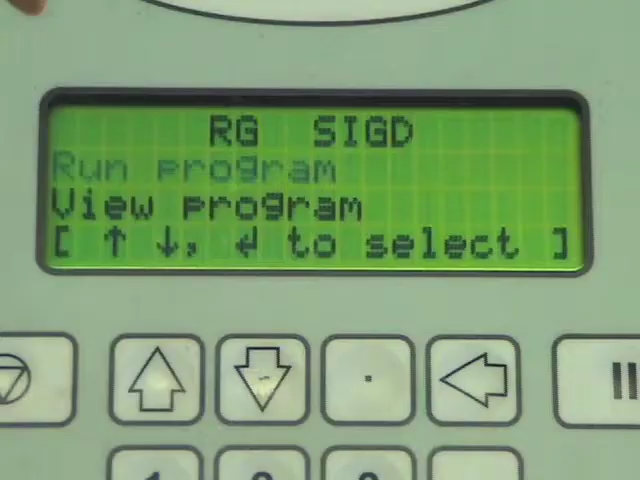 RG SIGD
Run program
View program
[ ↑ ↓, ↵ to select ]
.